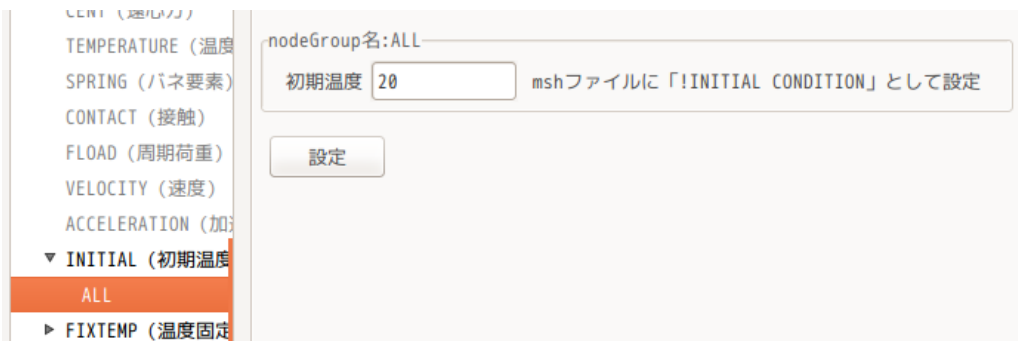 CENT (遠心力)
TEMPERATURE (温度
SPRING (バネ要素)
CONTACT (接触)
FLOAD (周期荷重)
VELOCITY (速度)
ACCELERATION (加速
▼ INITIAL (初期温度
ALL
▶ FIXTEMP (温度固定
nodeGroup名:ALL
初期温度 20 mshファイルに「!INITIAL CONDITION」として設定
設定